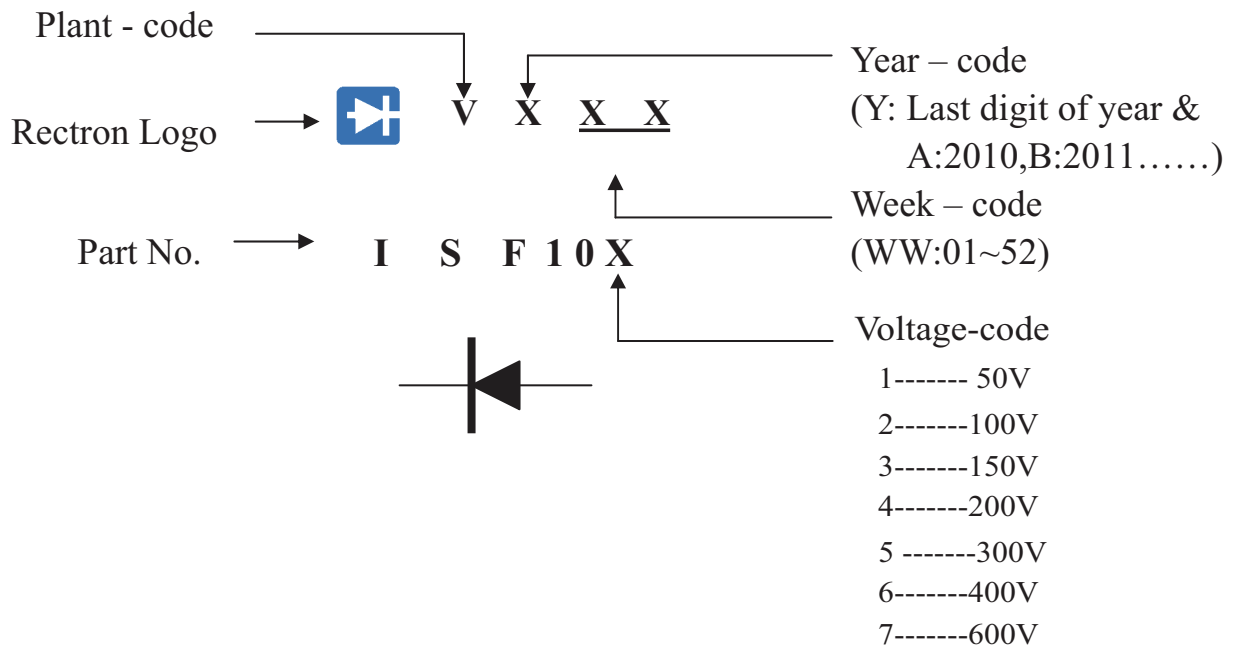 Plant - code
Rectron Logo
V X X X
Year – code
(Y: Last digit of year &
A:2010,B:2011......)
Week – code
(WW:01~52)
Part No.
I S F 1 0 X
Voltage-code
1------- 50V
2-------100V
3-------150V
4-------200V
5 -------300V
6-------400V
7-------600V